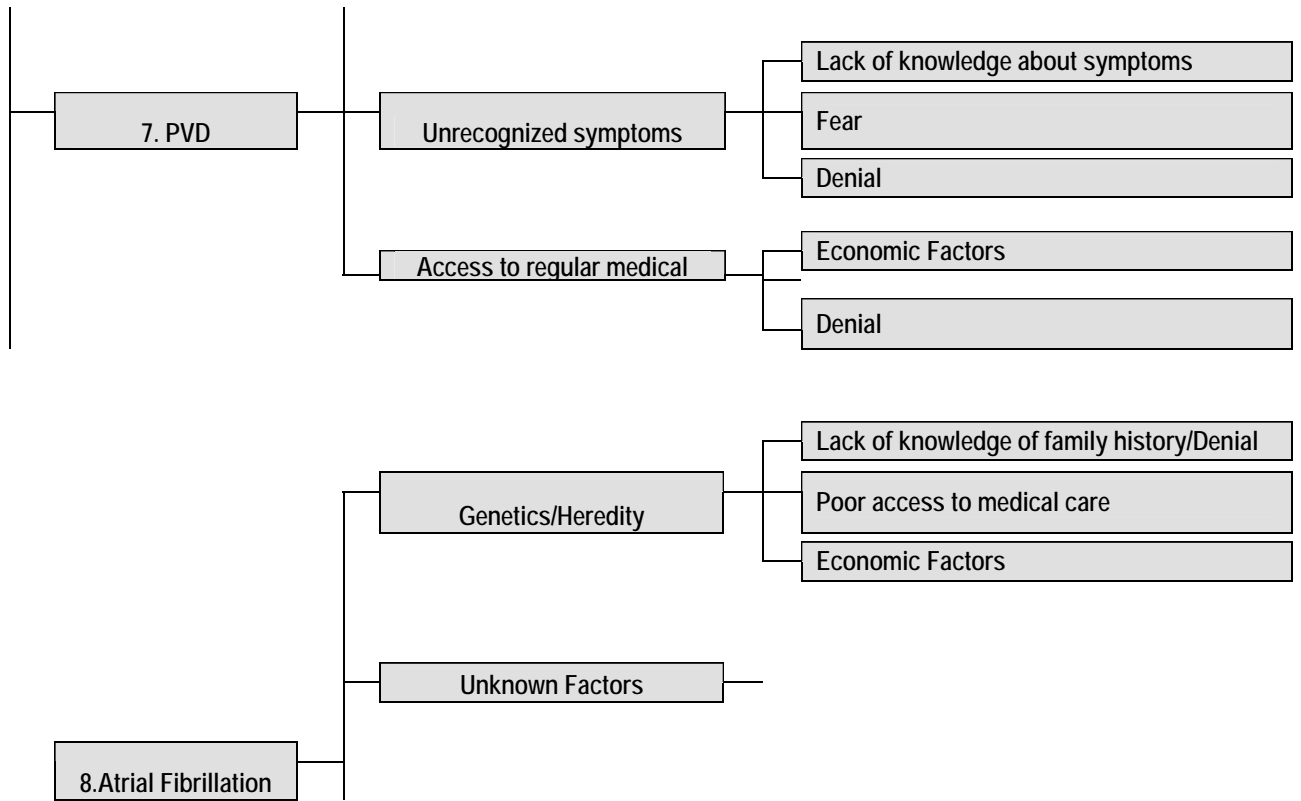 Lack of knowledge about symptoms
7. PVD
Unrecognized symptoms
Fear
Denial
Access to regular medical
Economic Factors
Denial
Lack of knowledge of family history/Denial
Genetics/Heredity
Poor access to medical care
Economic Factors
Unknown Factors
8.Atrial Fibrillation